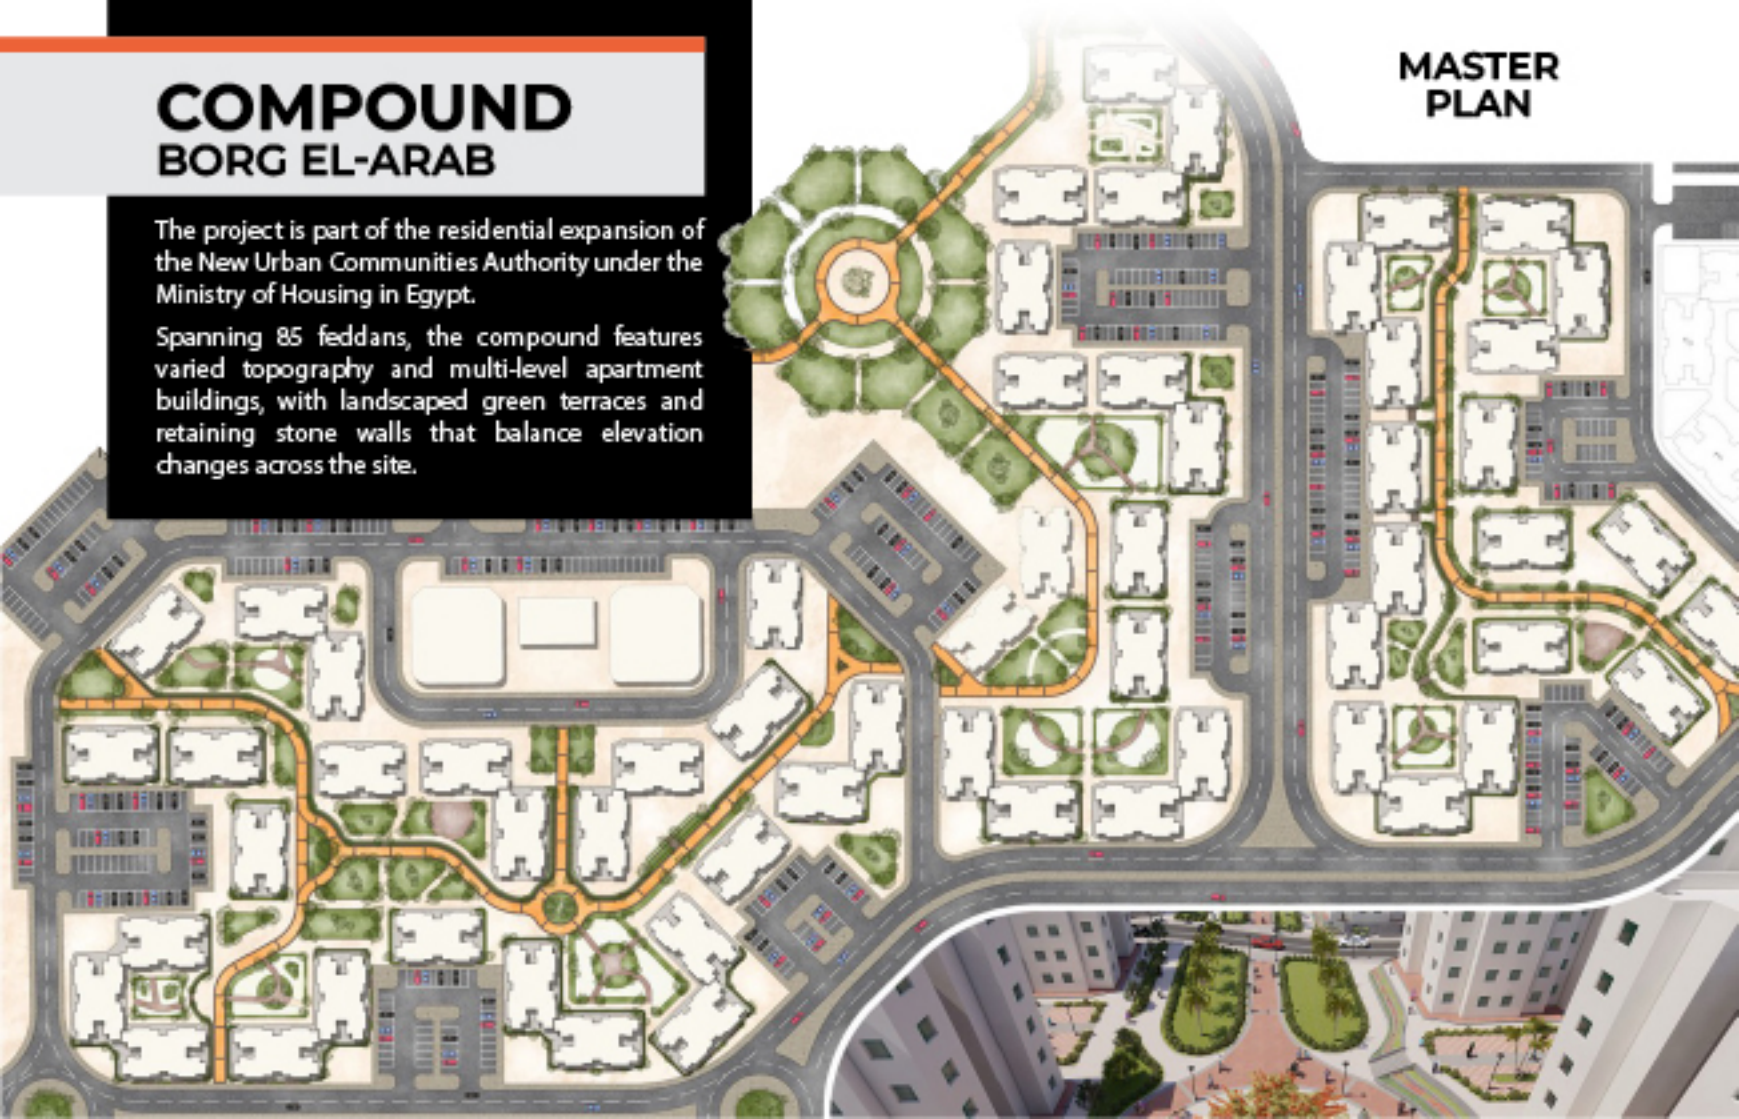 COMPOUND
BORG EL-ARAB
The project is part of the residential expansion of
the New Urban Communities Authority under the
Ministry of Housing in Egypt.
Spanning 85 feddans, the compound features
varied topography and multi-level apartment
buildings, with landscaped green terraces and
retaining stone walls that balance elevation
changes across the site.
MASTER
PLAN